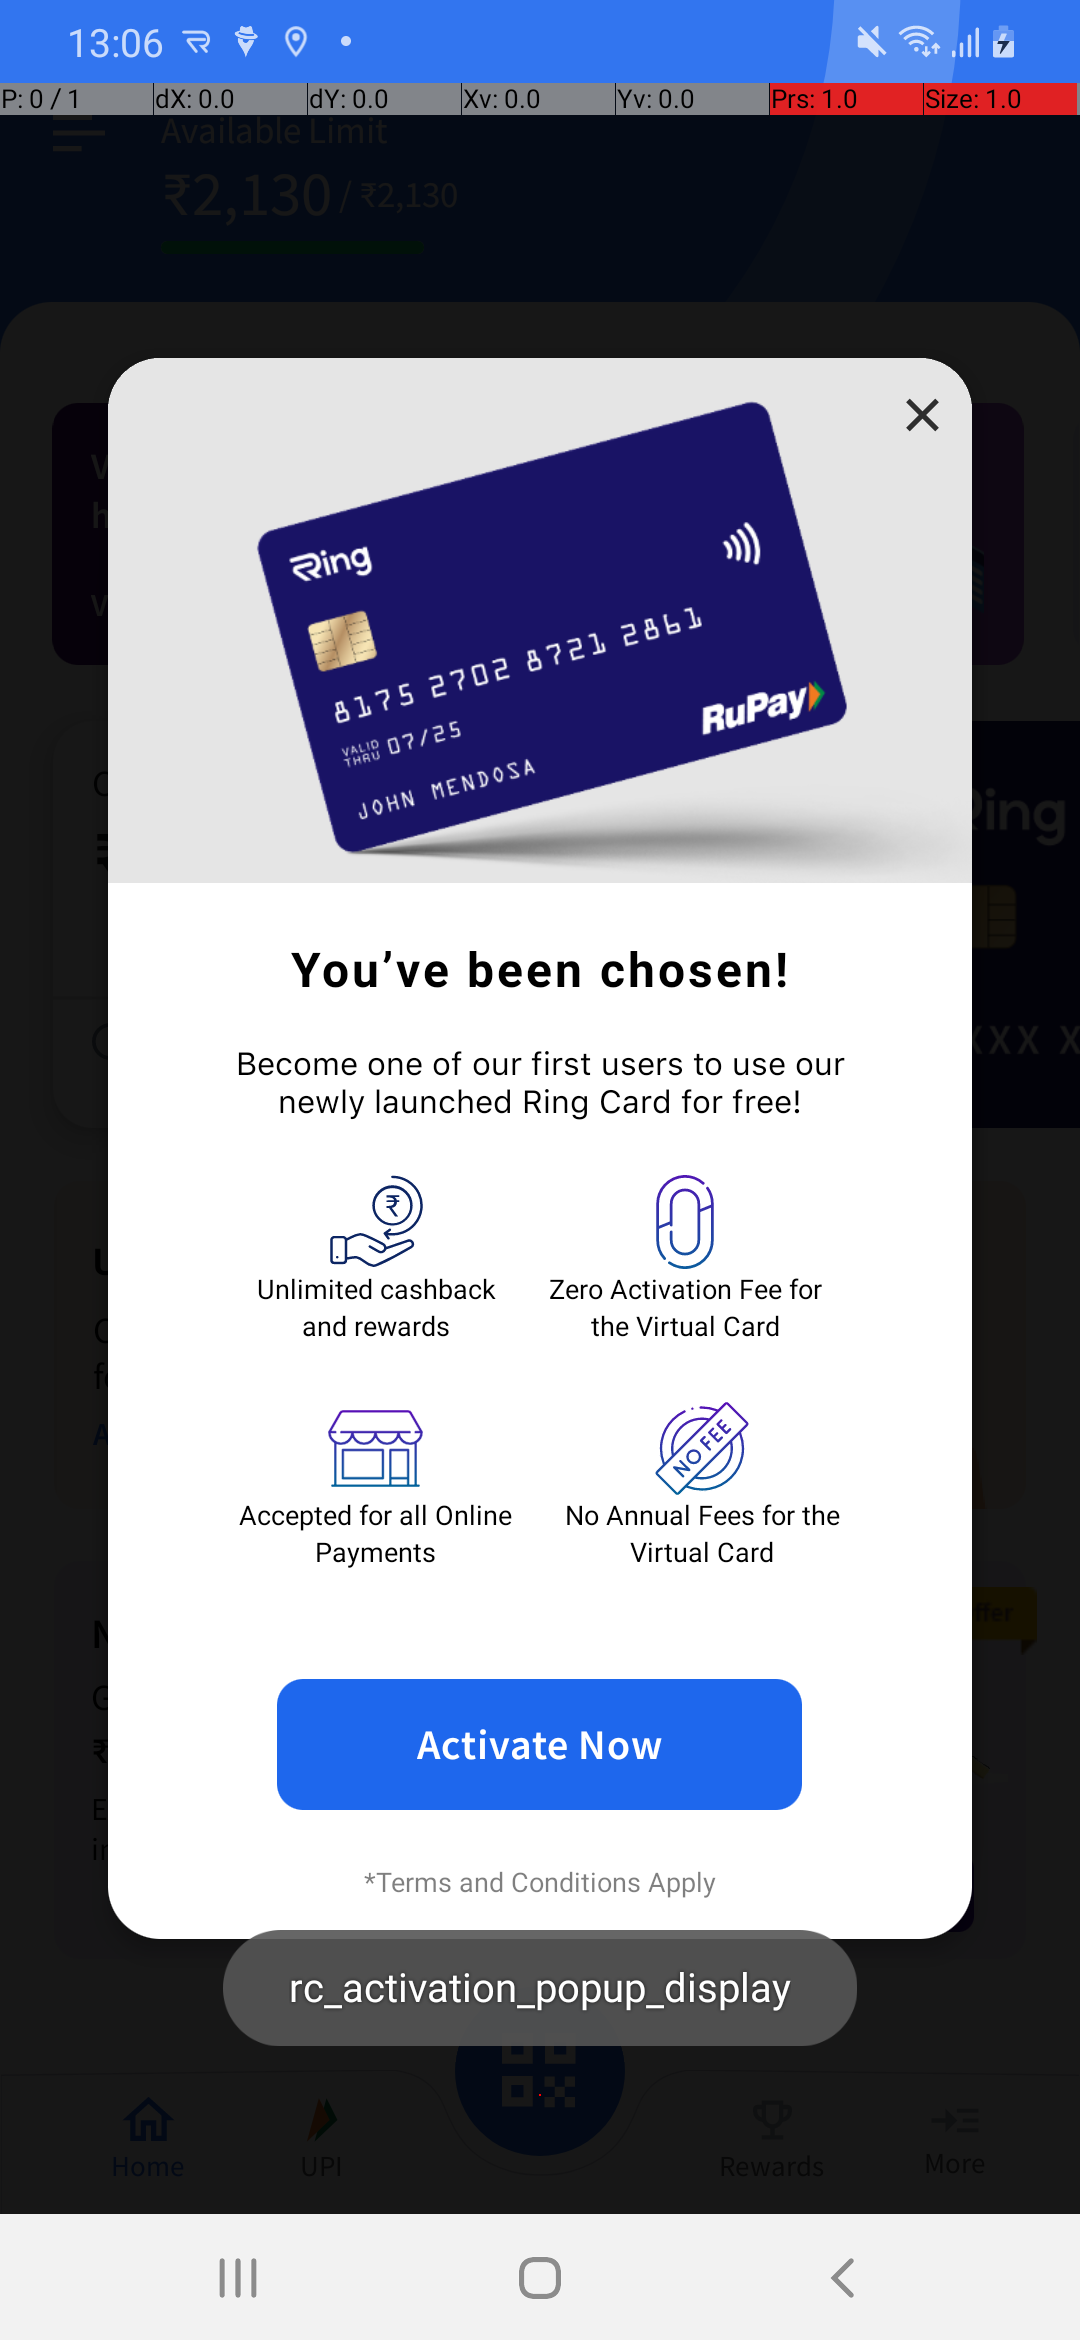 13:06
P: 0 / 1 dX: 0.0 dY: 0.0 Xv: 0.0 Yv: 0.0 Prs: 1.0 Size: 1.0
Available Limit
₹2,130 / ₹2,130
Ring
8175 2702 8721 2861
VALID THRU 07/25
JOHN MENDOSA
RuPay
Ring
XXX X
You've been chosen!
Become one of our first users to use our
newly launched Ring Card for free!
Unlimited cashback
and rewards
Zero Activation Fee for
the Virtual Card
NO FEE
Accepted for all Online
Payments
No Annual Fees for the
Virtual Card
Activate Now
*Terms and Conditions Apply
rc_activation_popup_display
Home UPI Rewards More